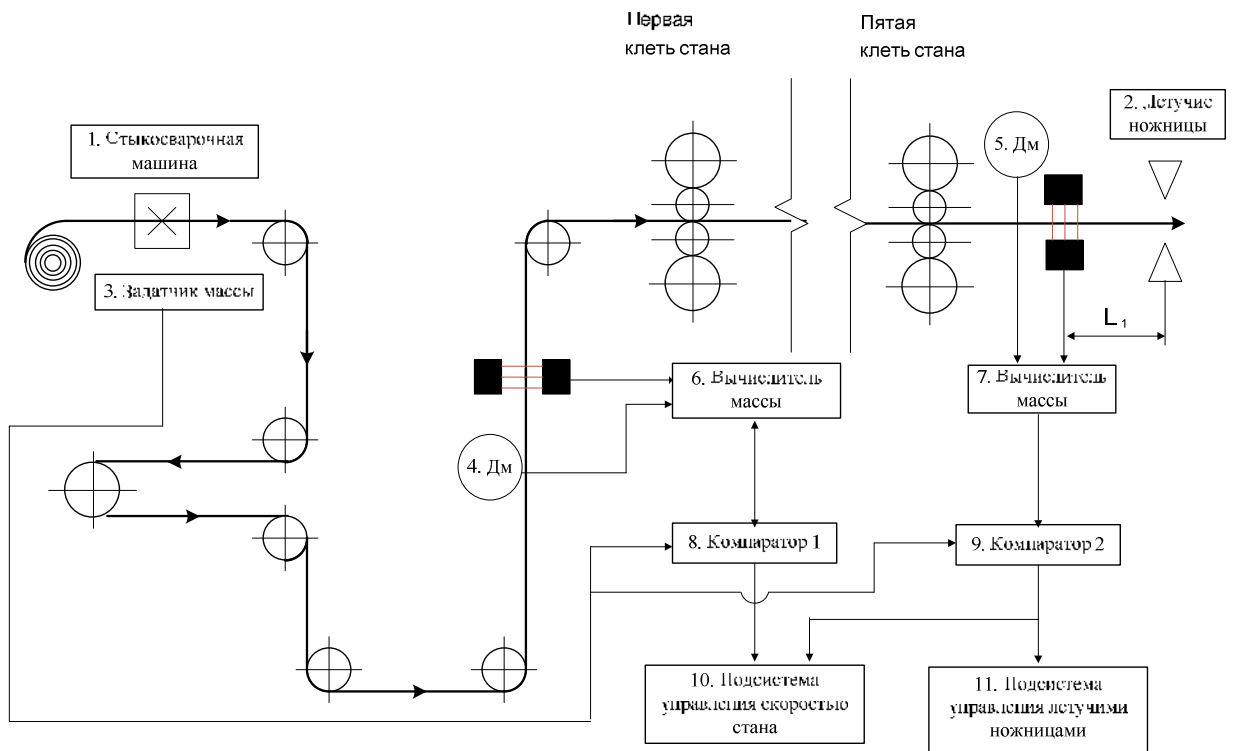 Первая
клеть стана
Пятая
клеть стана
1. Стыкосварочная
машина
2. Летучие
ножницы
5. Дм
3. Задатчик массы
L₁
6. Вычислитель
массы
7. Вычислитель
массы
4. Дм
8. Компаратор 1
9. Компаратор 2
10. Подсистема
управления скоростью
стана
11. Подсистема
управления летучими
ножницами